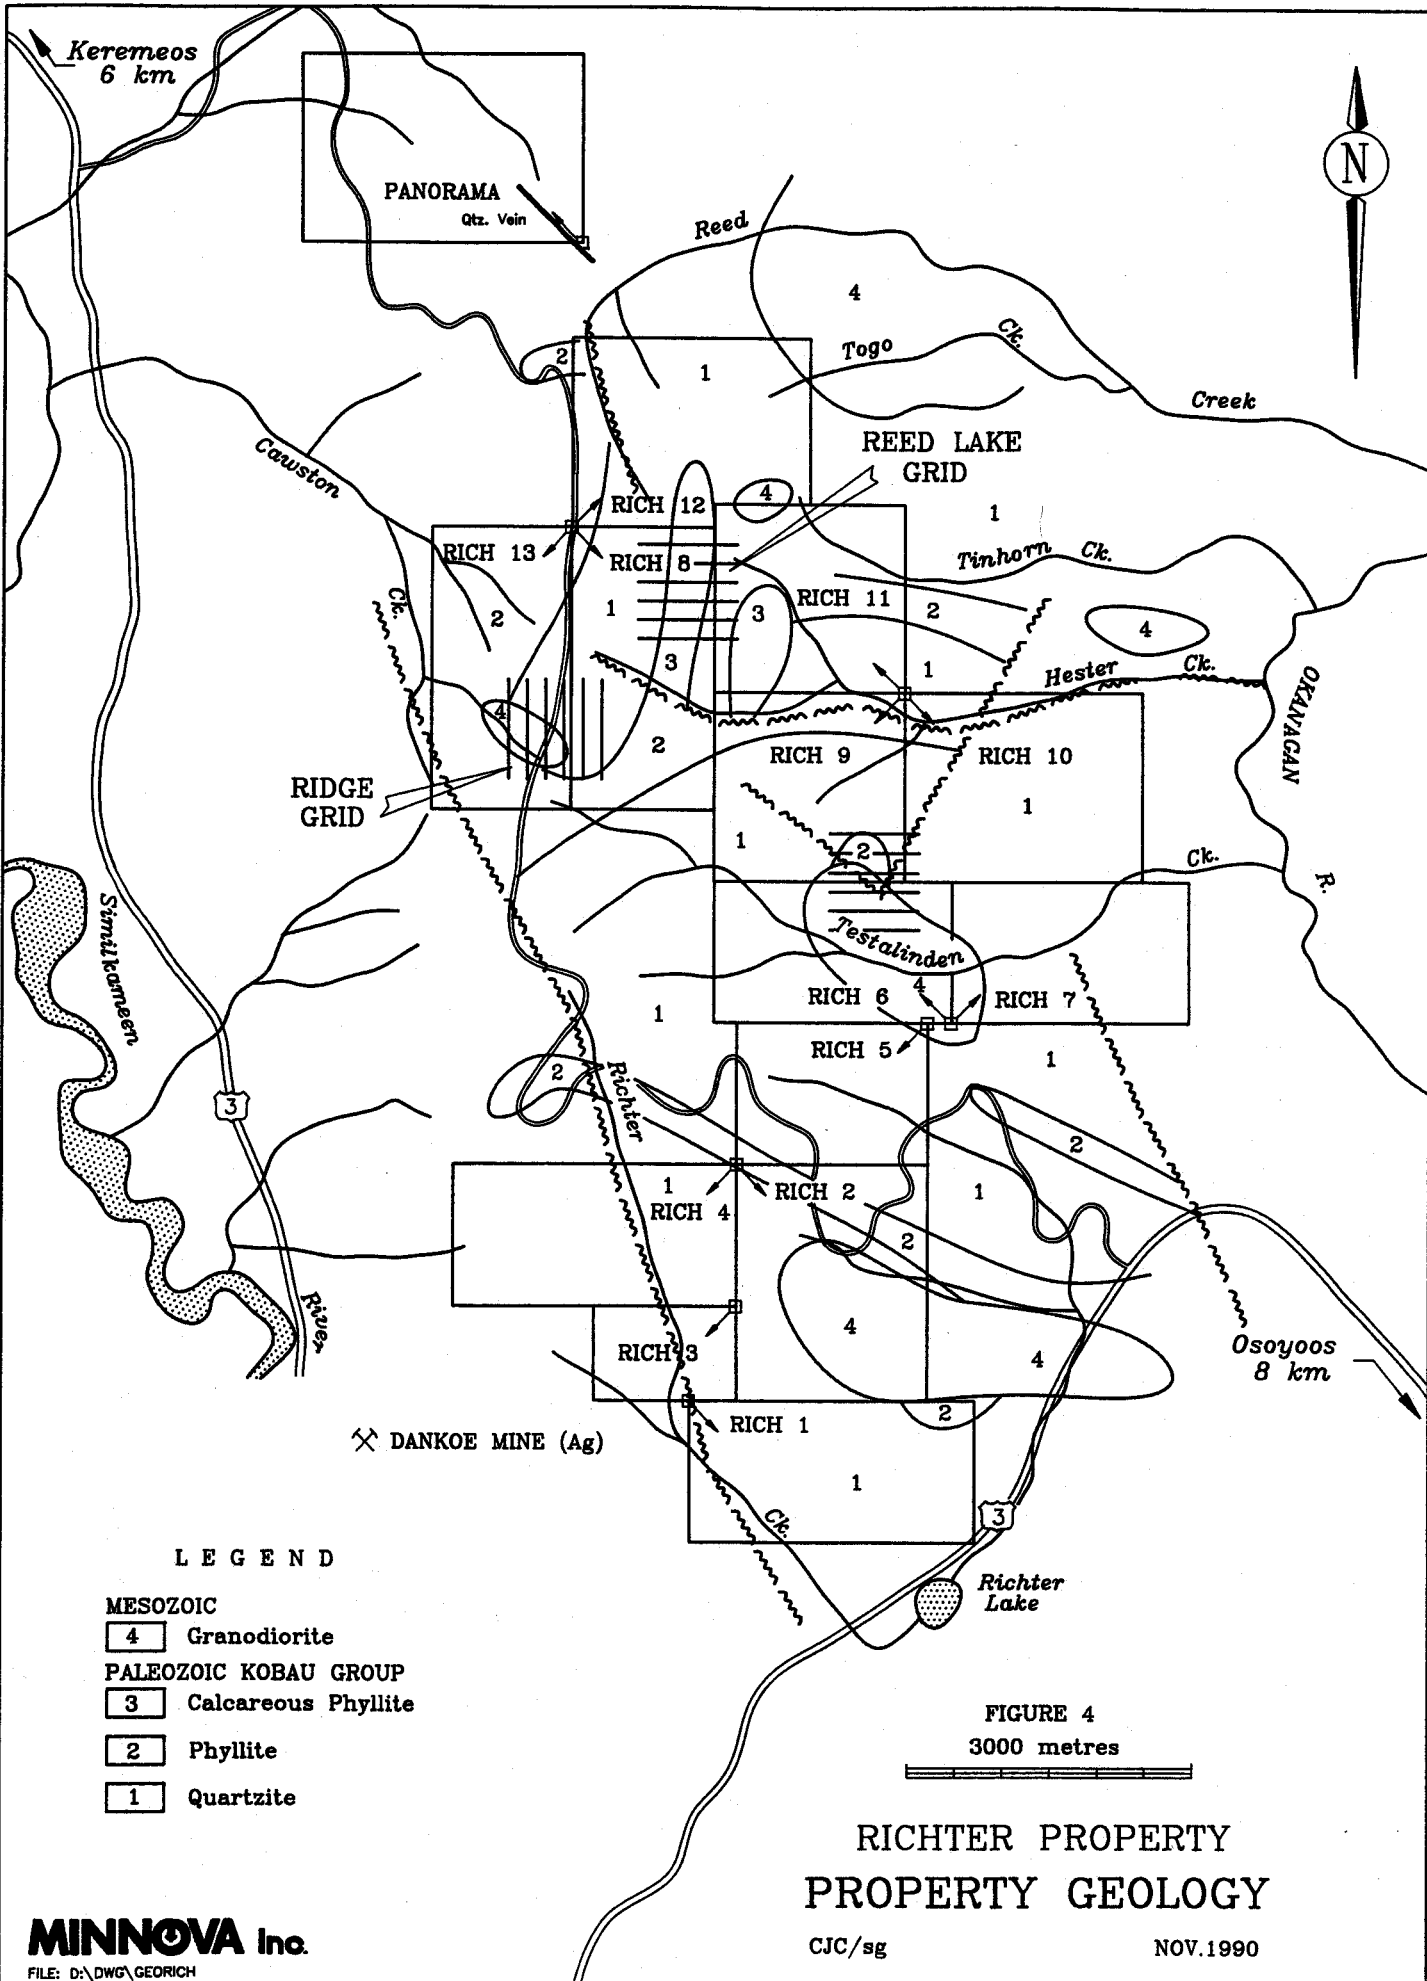 Keremeos
6 km
N
PANORAMA
Qtz. Vein
Reed
4
Ck.
Togo
2
1
Creek
REED LAKE
GRID
Cawston
4
RICH 12
1
RICH 13
RICH 8
Tinhorn Ck.
Ck.
RICH 11
2
1
3
2
4
3
1
Hester
Ck.
OKANAGAN
4
2
RICH 9
RICH 10
RIDGE
GRID
1
1
2
Ck.
R.
Similkameen
Testalinden
4
RICH 6
RICH 7
1
RICH 5
1
2
Richter
3
2
1
RICH 2
1
RICH 4
2
River
4
Osoyoos
8 km
RICH 3
4
2
RICH 1
DANKOE MINE (Ag)
1
Ck.
3
Richter
Lake
LEGEND
MESOZOIC
4 Granodiorite
PALEOZOIC KOBAU GROUP
3 Calcareous Phyllite
2 Phyllite
1 Quartzite
FIGURE 4
3000 metres
RICHTER PROPERTY
PROPERTY GEOLOGY
CJC/sg NOV.1990
MINNOVA Inc.
FILE: D:\DWG\GEORICH